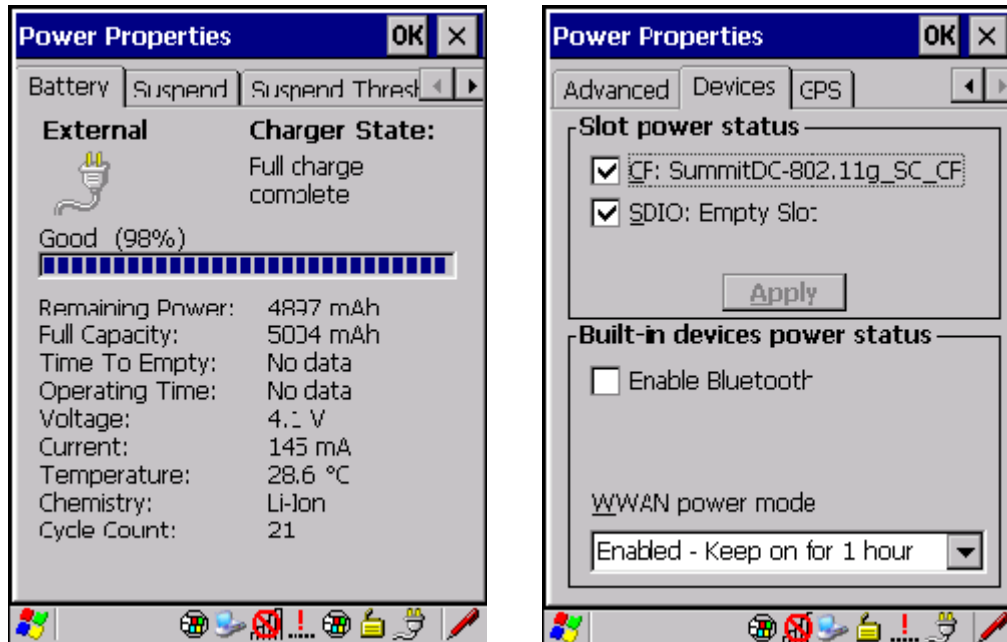 Power Properties OK
Battery Suspend Suspend Thresh
External Charger State:
Full charge
complete
Good (98%)
Remaining Power: 4897 mAh
Full Capacity: 5004 mAh
Time To Empty: No data
Operating Time: No data
Voltage: 4.1 V
Current: 145 mA
Temperature: 28.6 °C
Chemistry: Li-Ion
Cycle Count: 21
Power Properties OK
Advanced Devices GPS
Slot power status
CF: SummitDC-802.11g_SC_CF
SDIO: Empty Slot
Apply
Built-in devices power status
Enable Bluetooth
WWAN power mode
Enabled - Keep on for 1 hour